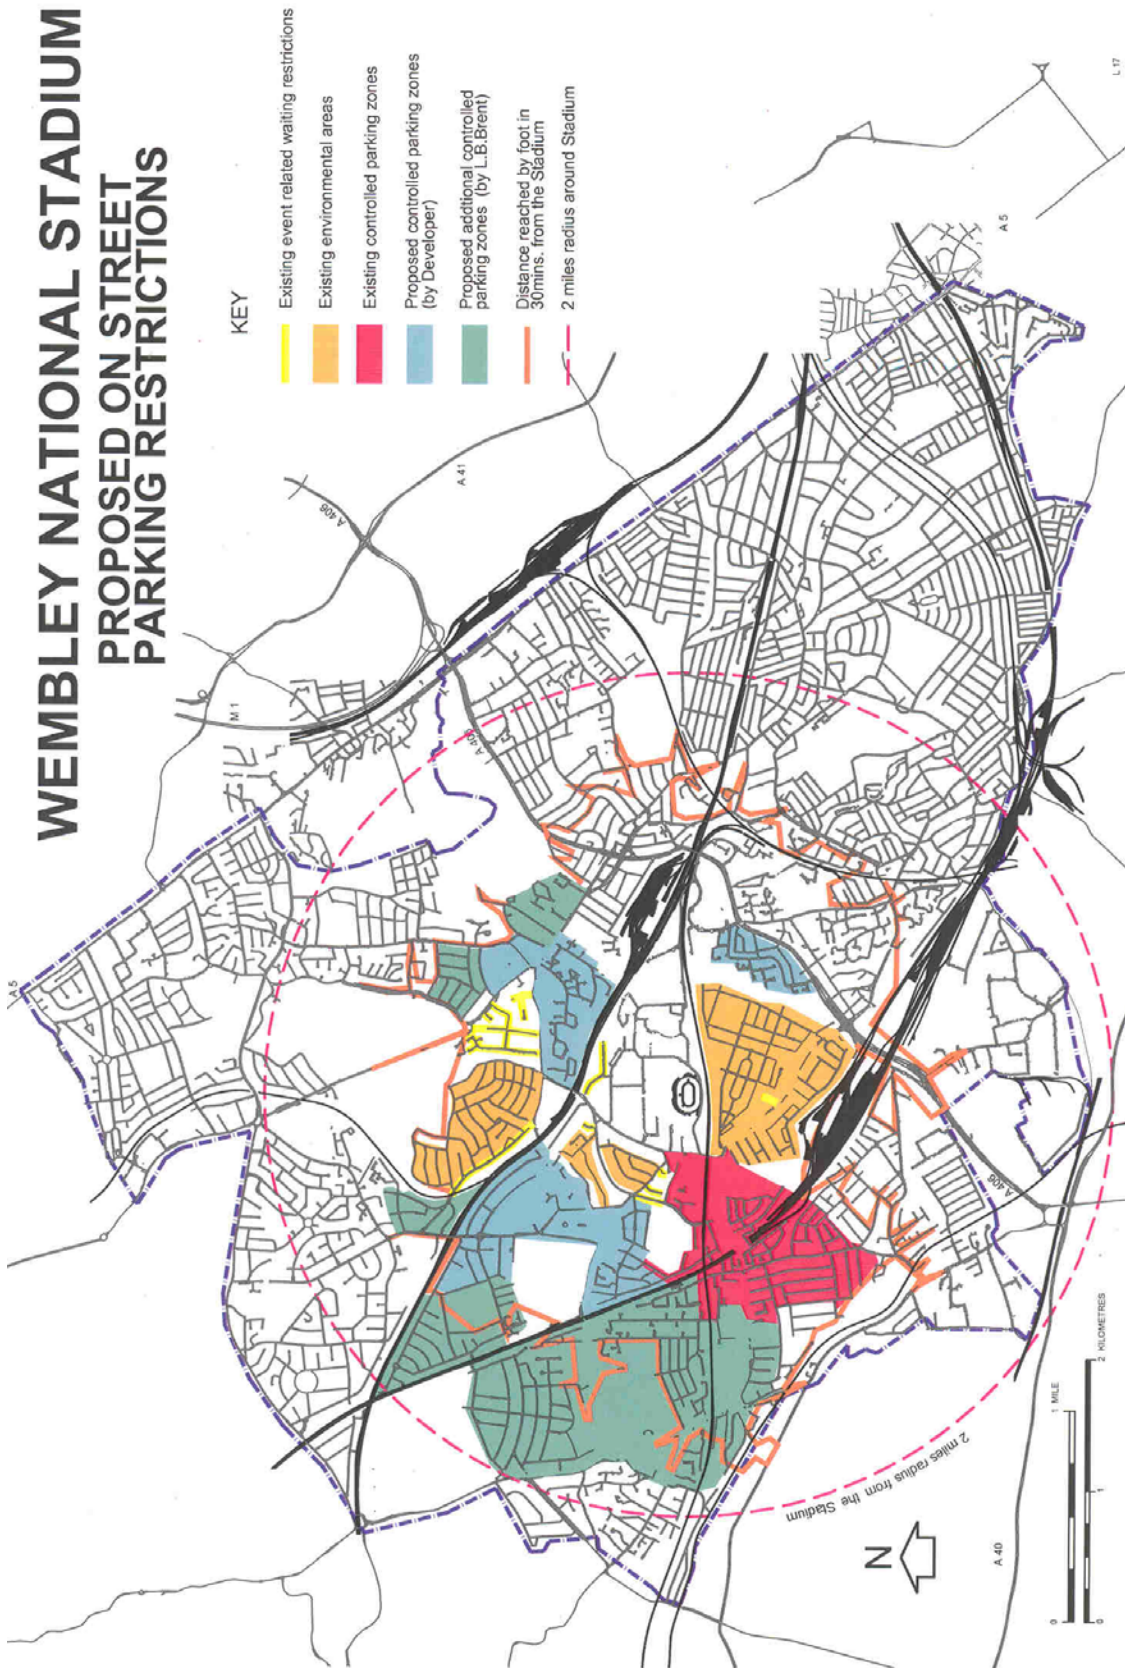 WEMBLEY NATIONAL STADIUM
PROPOSED ON STREET
PARKING RESTRICTIONS
KEY
Existing event related waiting restrictions
Existing environmental areas
Existing controlled parking zones
Proposed controlled parking zones
(by Developer)
Proposed addtional controlled
parking zones (by L.B.Brent)
Distance reached by foot in
30mins. from the Stadium
2 miles radius around Stadium
A 5
M 1
A 406
A 41
A 406
A 5
L 17
A 406
2 miles radius from the Stadium
N
A 40
0
1 MILE
0
1
2 KILOMETRES